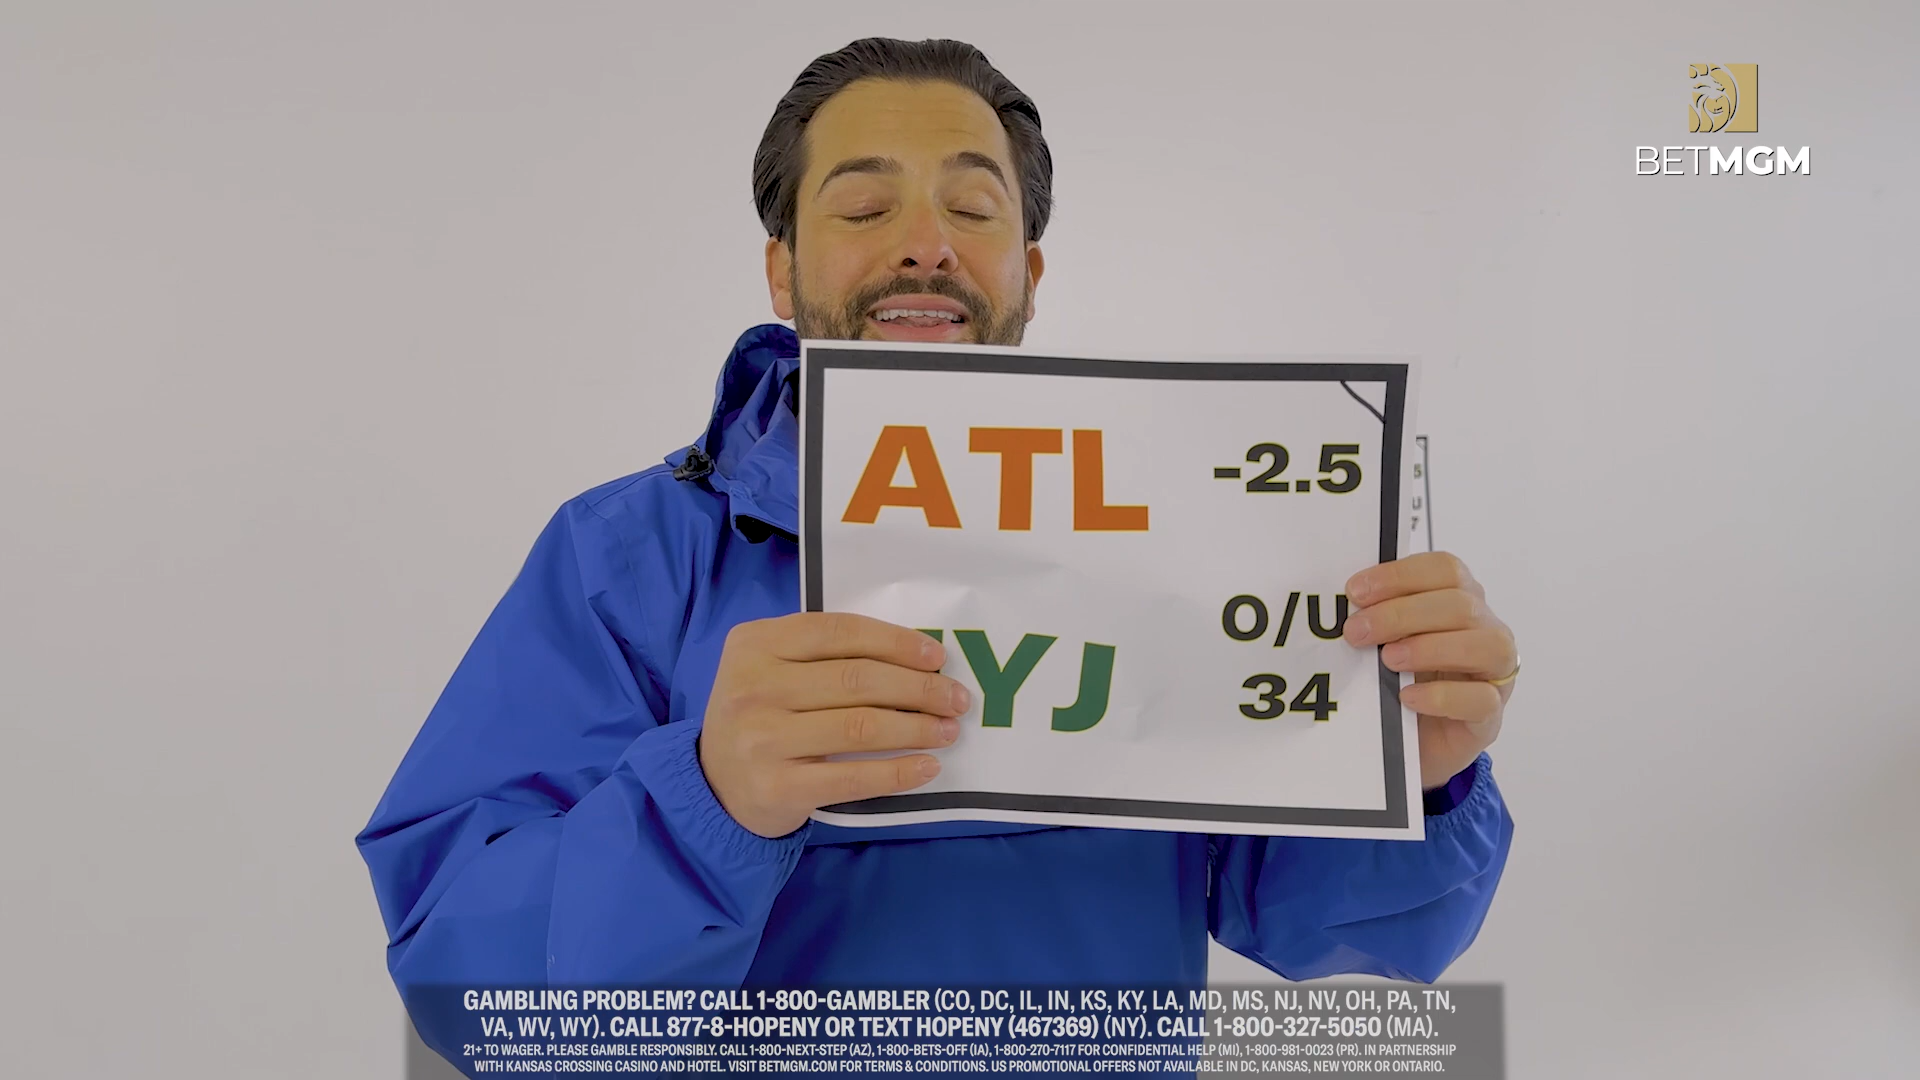 BETMGM
ATL -2.5
YJ O/U
34
GAMBLING PROBLEM? CALL 1-800-GAMBLER (CO, DC, IL, IN, KS, KY, LA, MD, MS, NJ, NV, OH, PA, TN,
VA, WV, WY). CALL 877-8-HOPENY OR TEXT HOPENY (467369) (NY). CALL 1-800-327-5050 (MA).
21+ TO WAGER. PLEASE GAMBLE RESPONSIBLY. CALL 1-800-NEXT-STEP (AZ), 1-800-BETS-OFF (IA), 1-800-270-7117 FOR CONFIDENTIAL HELP (MI), 1-800-981-0023 (PR). IN PARTNERSHIP
WITH KANSAS CROSSING CASINO AND HOTEL. VISIT BETMGM.COM FOR TERMS & CONDITIONS. US PROMOTIONAL OFFERS NOT AVAILABLE IN DC, KANSAS, NEW YORK OR ONTARIO.